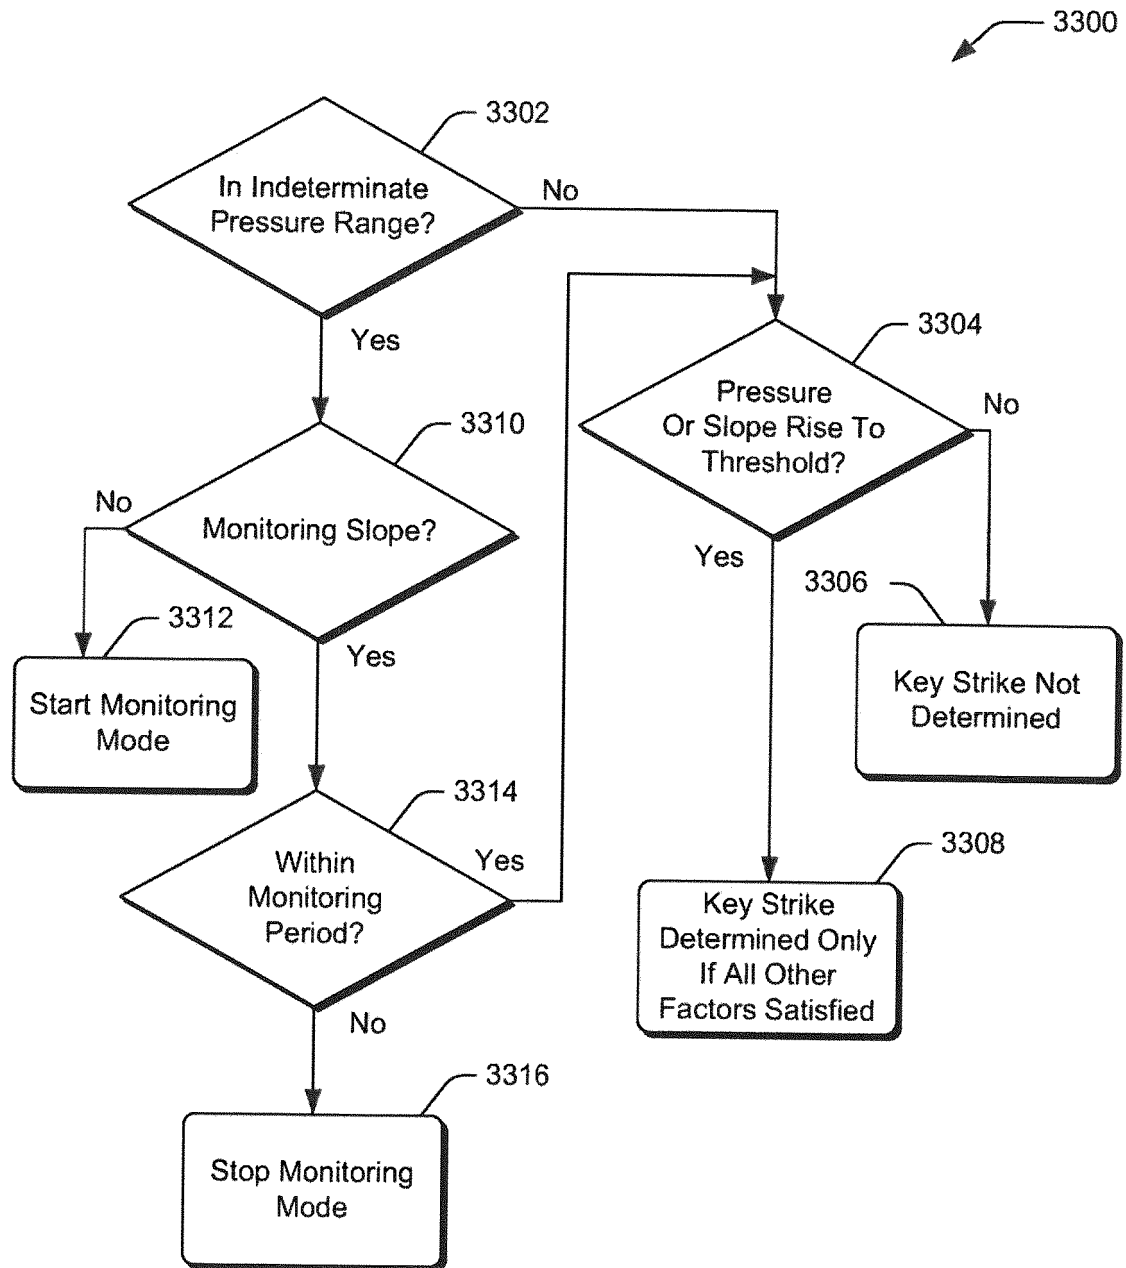 3300
3302
In Indeterminate
Pressure Range?
No
Yes
3304
Pressure
Or Slope Rise To
Threshold?
No
Yes
3310
Monitoring Slope?
No
Yes
3306
Key Strike Not
Determined
3312
Start Monitoring
Mode
3314
Within
Monitoring
Period?
Yes
No
3308
Key Strike
Determined Only
If All Other
Factors Satisfied
3316
Stop Monitoring
Mode